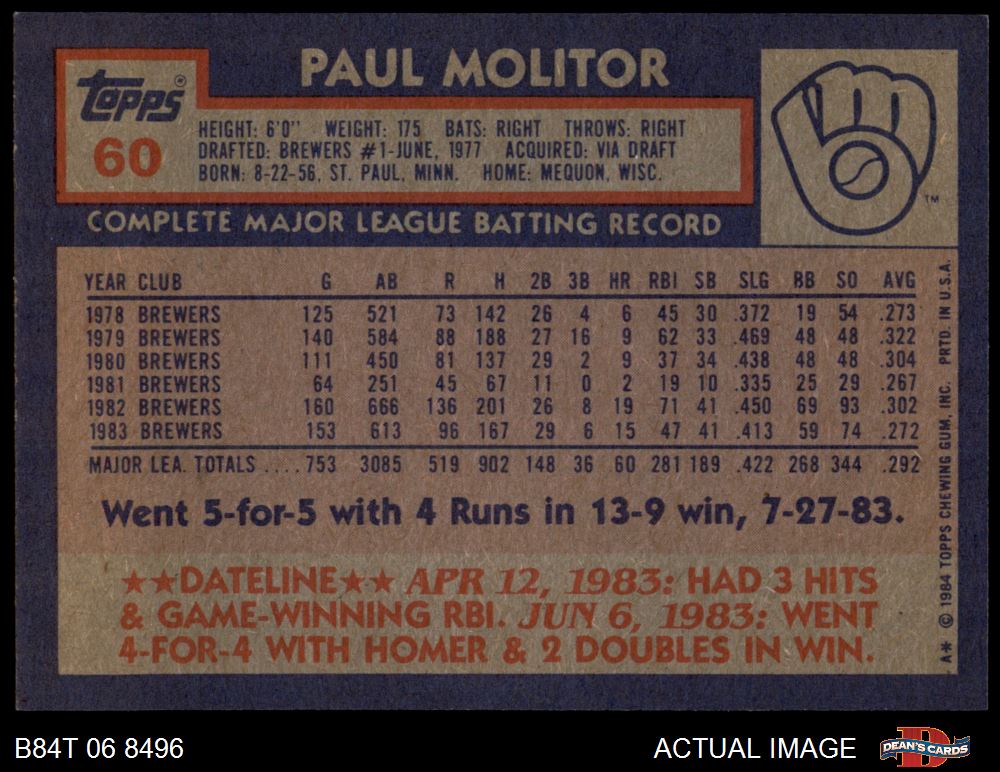 PAUL MOLITOR
Topps®
60
HEIGHT: 6'0" WEIGHT: 175 BATS: RIGHT THROWS: RIGHT
DRAFTED: BREWERS #1-JUNE, 1977 ACQUIRED: VIA DRAFT
BORN: 8-22-56, ST. PAUL, MINN. HOME: MEQUON, WISC.
TM
COMPLETE MAJOR LEAGUE BATTING RECORD
YEAR CLUB G AB R H 2B 3B HR RBI SB SLG BB SO AVG
1978 BREWERS 125 521 73 142 26 4 6 45 30 .372 19 54 .273
1979 BREWERS 140 584 88 188 27 16 9 62 33 .469 48 48 .322
1980 BREWERS 111 450 81 137 29 2 9 37 34 .438 48 48 .304
1981 BREWERS 64 251 45 67 11 0 2 19 10 .335 25 29 .267
1982 BREWERS 160 666 136 201 26 8 19 71 41 .450 69 93 .302
1983 BREWERS 153 613 96 167 29 6 15 47 41 .413 59 74 .272
MAJOR LEA. TOTALS ....753 3085 519 902 148 36 60 281 189 .422 268 344 .292
Went 5-for-5 with 4 Runs in 13-9 win, 7-27-83.
★★DATELINE★★ APR 12, 1983: HAD 3 HITS
& GAME-WINNING RBI. JUN 6, 1983: WENT
4-FOR-4 WITH HOMER & 2 DOUBLES IN WIN.
A* © 1984 TOPPS CHEWING GUM, INC. PRTD. IN U.S.A.
B84T 06 8496
ACTUAL IMAGE
D
DEAN'S CARDS